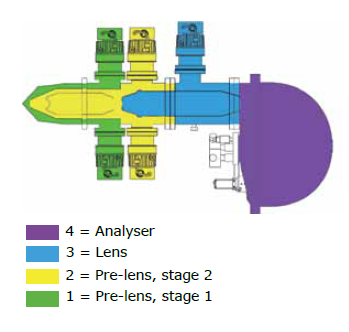 4 = Analyser
3 = Lens
2 = Pre-lens, stage 2
1 = Pre-lens, stage 1